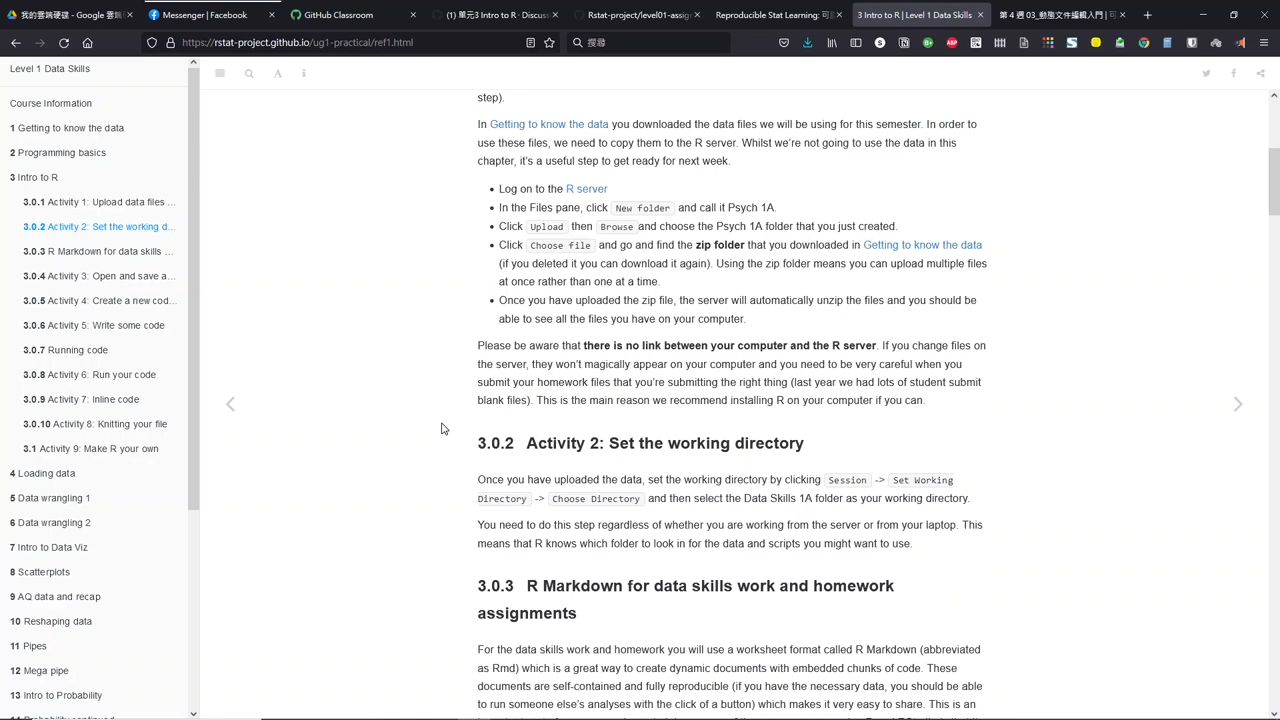 我的雲端硬碟 - Google 雲端硬
Messenger | Facebook
GitHub Classroom
(1) 單元3 Intro to R · Discuss
Rstat-project/level01-assig
Reproducible Stat Learning:
3 Intro to R | Level 1 Data Skills
第 4 週 03_動態文件編輯入門 |
https://rstat-project.github.io/ug1-practical/ref1.html
搜尋
Level 1 Data Skills
Course Information
1 Getting to know the data
2 Programming basics
3 Intro to R
3.0.1 Activity 1: Upload data files ...
3.0.2 Activity 2: Set the working d...
3.0.3 R Markdown for data skills ...
3.0.4 Activity 3: Open and save a...
3.0.5 Activity 4: Create a new cod...
3.0.6 Activity 5: Write some code
3.0.7 Running code
3.0.8 Activity 6: Run your code
3.0.9 Activity 7: Inline code
3.0.10 Activity 8: Knitting your file
3.1 Activity 9: Make R your own
4 Loading data
5 Data wrangling 1
6 Data wrangling 2
7 Intro to Data Viz
8 Scatterplots
9 AQ data and recap
10 Reshaping data
11 Pipes
12 Mega pipe
13 Intro to Probability
14 Probability continued
step).
In Getting to know the data you downloaded the data files we will be using for this semester. In order to
use these files, we need to copy them to the R server. Whilst we're not going to use the data in this
chapter, it's a useful step to get ready for next week.
• Log on to the R server
• In the Files pane, click New folder and call it Psych 1A.
• Click Upload then Browse and choose the Psych 1A folder that you just created.
• Click Choose file and go and find the zip folder that you downloaded in Getting to know the data
(if you deleted it you can download it again). Using the zip folder means you can upload multiple files
at once rather than one at a time.
• Once you have uploaded the zip file, the server will automatically unzip the files and you should be
able to see all the files you have on your computer.
Please be aware that there is no link between your computer and the R server. If you change files on
the server, they won't magically appear on your computer and you need to be very careful when you
submit your homework files that you're submitting the right thing (last year we had lots of student submit
blank files). This is the main reason we recommend installing R on your computer if you can.
3.0.2 Activity 2: Set the working directory
Once you have uploaded the data, set the working directory by clicking Session -> Set Working
Directory -> Choose Directory and then select the Data Skills 1A folder as your working directory.
You need to do this step regardless of whether you are working from the server or from your laptop. This
means that R knows which folder to look in for the data and scripts you might want to use.
3.0.3 R Markdown for data skills work and homework
assignments
For the data skills work and homework you will use a worksheet format called R Markdown (abbreviated
as Rmd) which is a great way to create dynamic documents with embedded chunks of code. These
documents are self-contained and fully reproducible (if you have the necessary data, you should be able
to run someone else's analyses with the click of a button) which makes it very easy to share. This is an